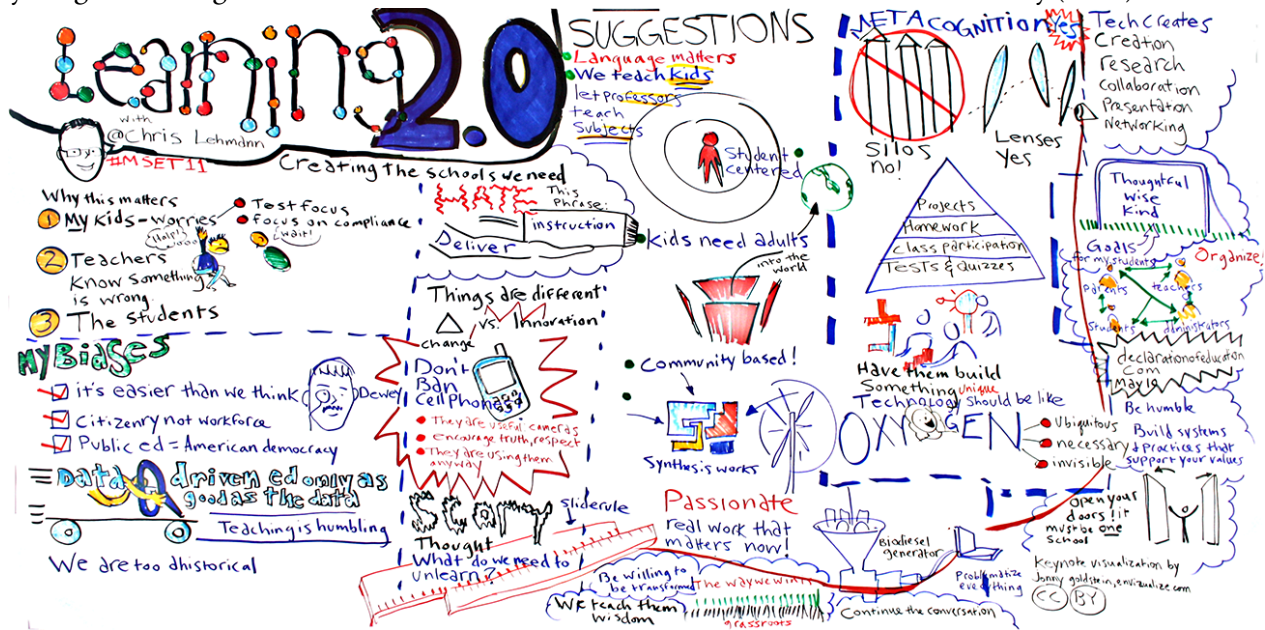 Learning 2.0
with
@Chris Lehmann
#MSET11
Creating the schools we need
Why this matters
1 My Kids - worries
Test focus
focus on compliance
Help!
wait!
2 Teachers
Know something
is wrong.
3 The Students
MY BIASES
it's easier than we think
Dewey
Citizenry not workforce
Public ed = American democracy
Data driven ed only as
good as the data
Teaching is humbling
We are too ahistorical
HATE
This
Phrase:
instruction
Deliver
Things are different
change
vs. Innovation
Don't
Ban
cell phones
They are useful: cameras
encourage truth, respect
They are using them
anyway
Scary
Thought
sliderule
What do we need to
unlearn?
SUGGESTIONS
Language matters
We teach Kids
let professors
teach
Subjects
Student
centered
Kids need adults
into the
world
Community based!
Synthesis works
Passionate
real work that
matters now!
Be willing to
be transformed
We teach them
wisdom
The way we win
grassroots
METACOGNITION Yes
Silos
no!
Lenses
Yes
Projects
Homework
Class participation
Tests & Quizzes
Have them build
Something unique
Technology should be like
OXYGEN
Ubiquitous
necessary
invisible
Biodiesel
generator
Problematize
everything
Continue the conversation
Tech Creates
Creation
research
Collaboration
Presentation
Networking
Thoughtful
wise
Kind
Goals
for my students
Organize!
Parents
teachers
Students
administrators
declarationofeducation
.com
may 10
Be humble
Build systems
& practices that
support your values
Open your
doors! it
must be one
School
Keynote visualization by
Jonny goldstein, envizualize.com
CC BY